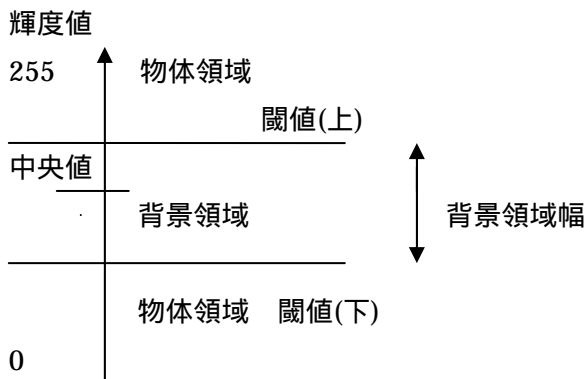 輝度値
255 物体領域
閾値(上)
中央値
背景領域 背景領域幅
物体領域 閾値(下)
0